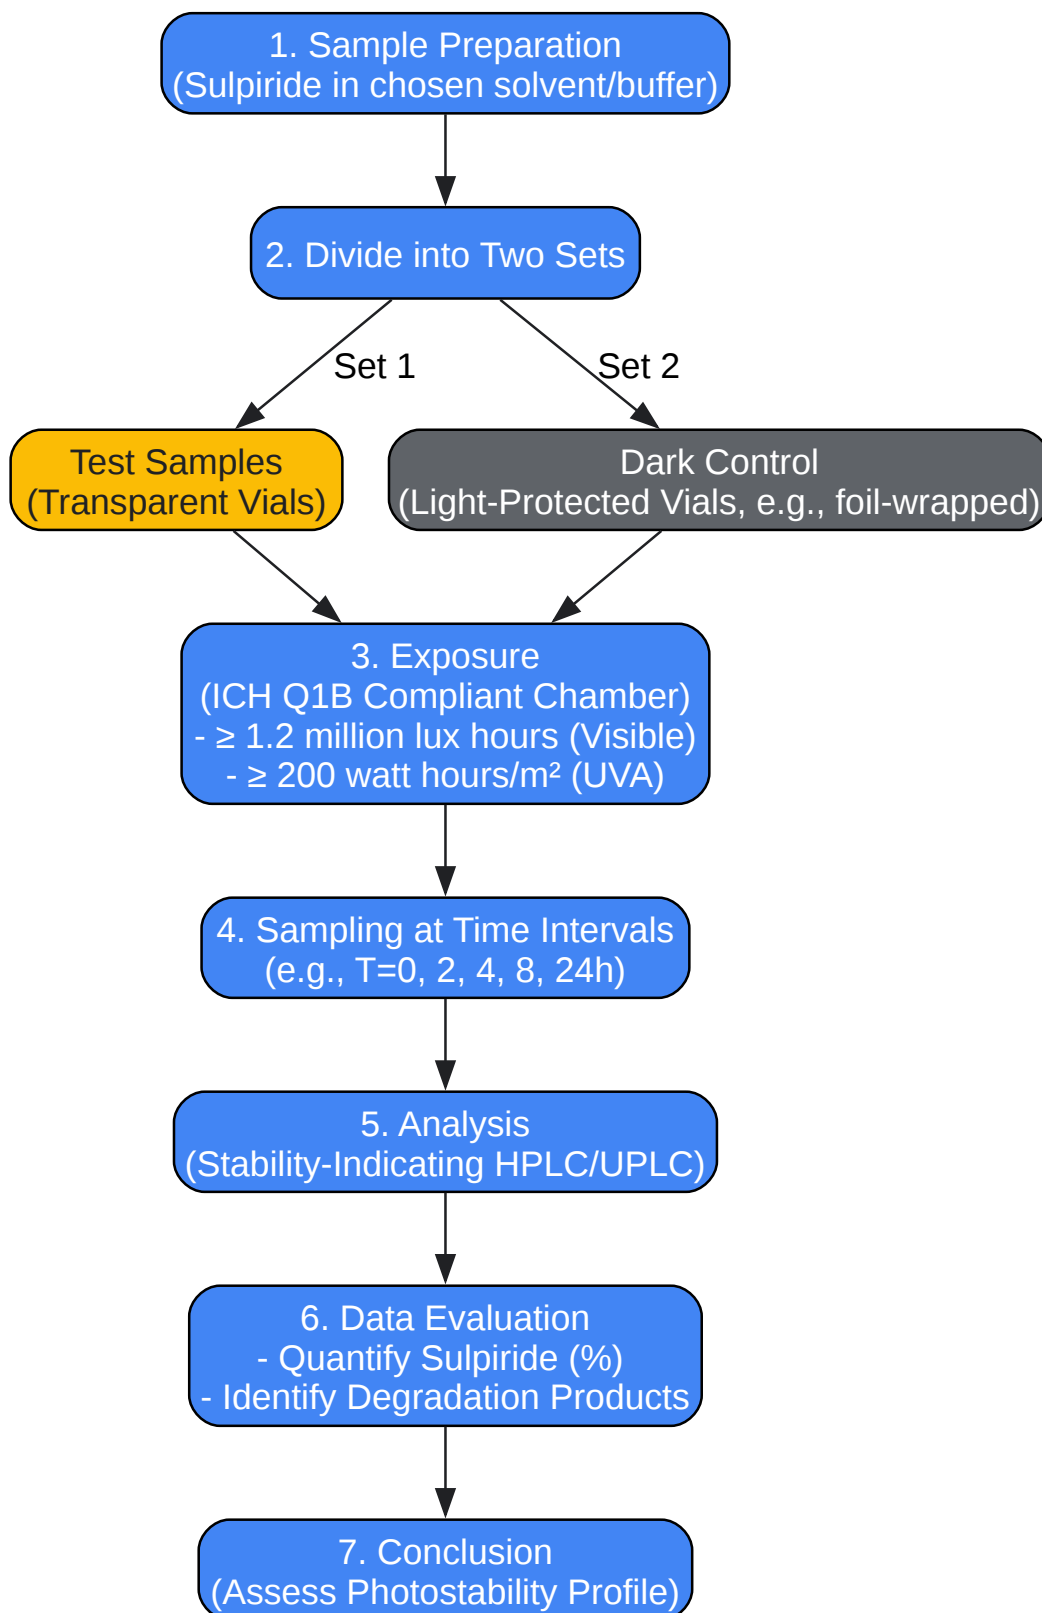 1. Sample Preparation
(Sulpiride in chosen solvent/buffer)
2. Divide into Two Sets
Set 1
Set 2
Test Samples
(Transparent Vials)
Dark Control
(Light-Protected Vials, e.g., foil-wrapped)
3. Exposure
(ICH Q1B Compliant Chamber)
- ≥ 1.2 million lux hours (Visible)
- ≥ 200 watt hours/m² (UVA)
4. Sampling at Time Intervals
(e.g., T=0, 2, 4, 8, 24h)
5. Analysis
(Stability-Indicating HPLC/UPLC)
6. Data Evaluation
- Quantify Sulpiride (%)
- Identify Degradation Products
7. Conclusion
(Assess Photostability Profile)